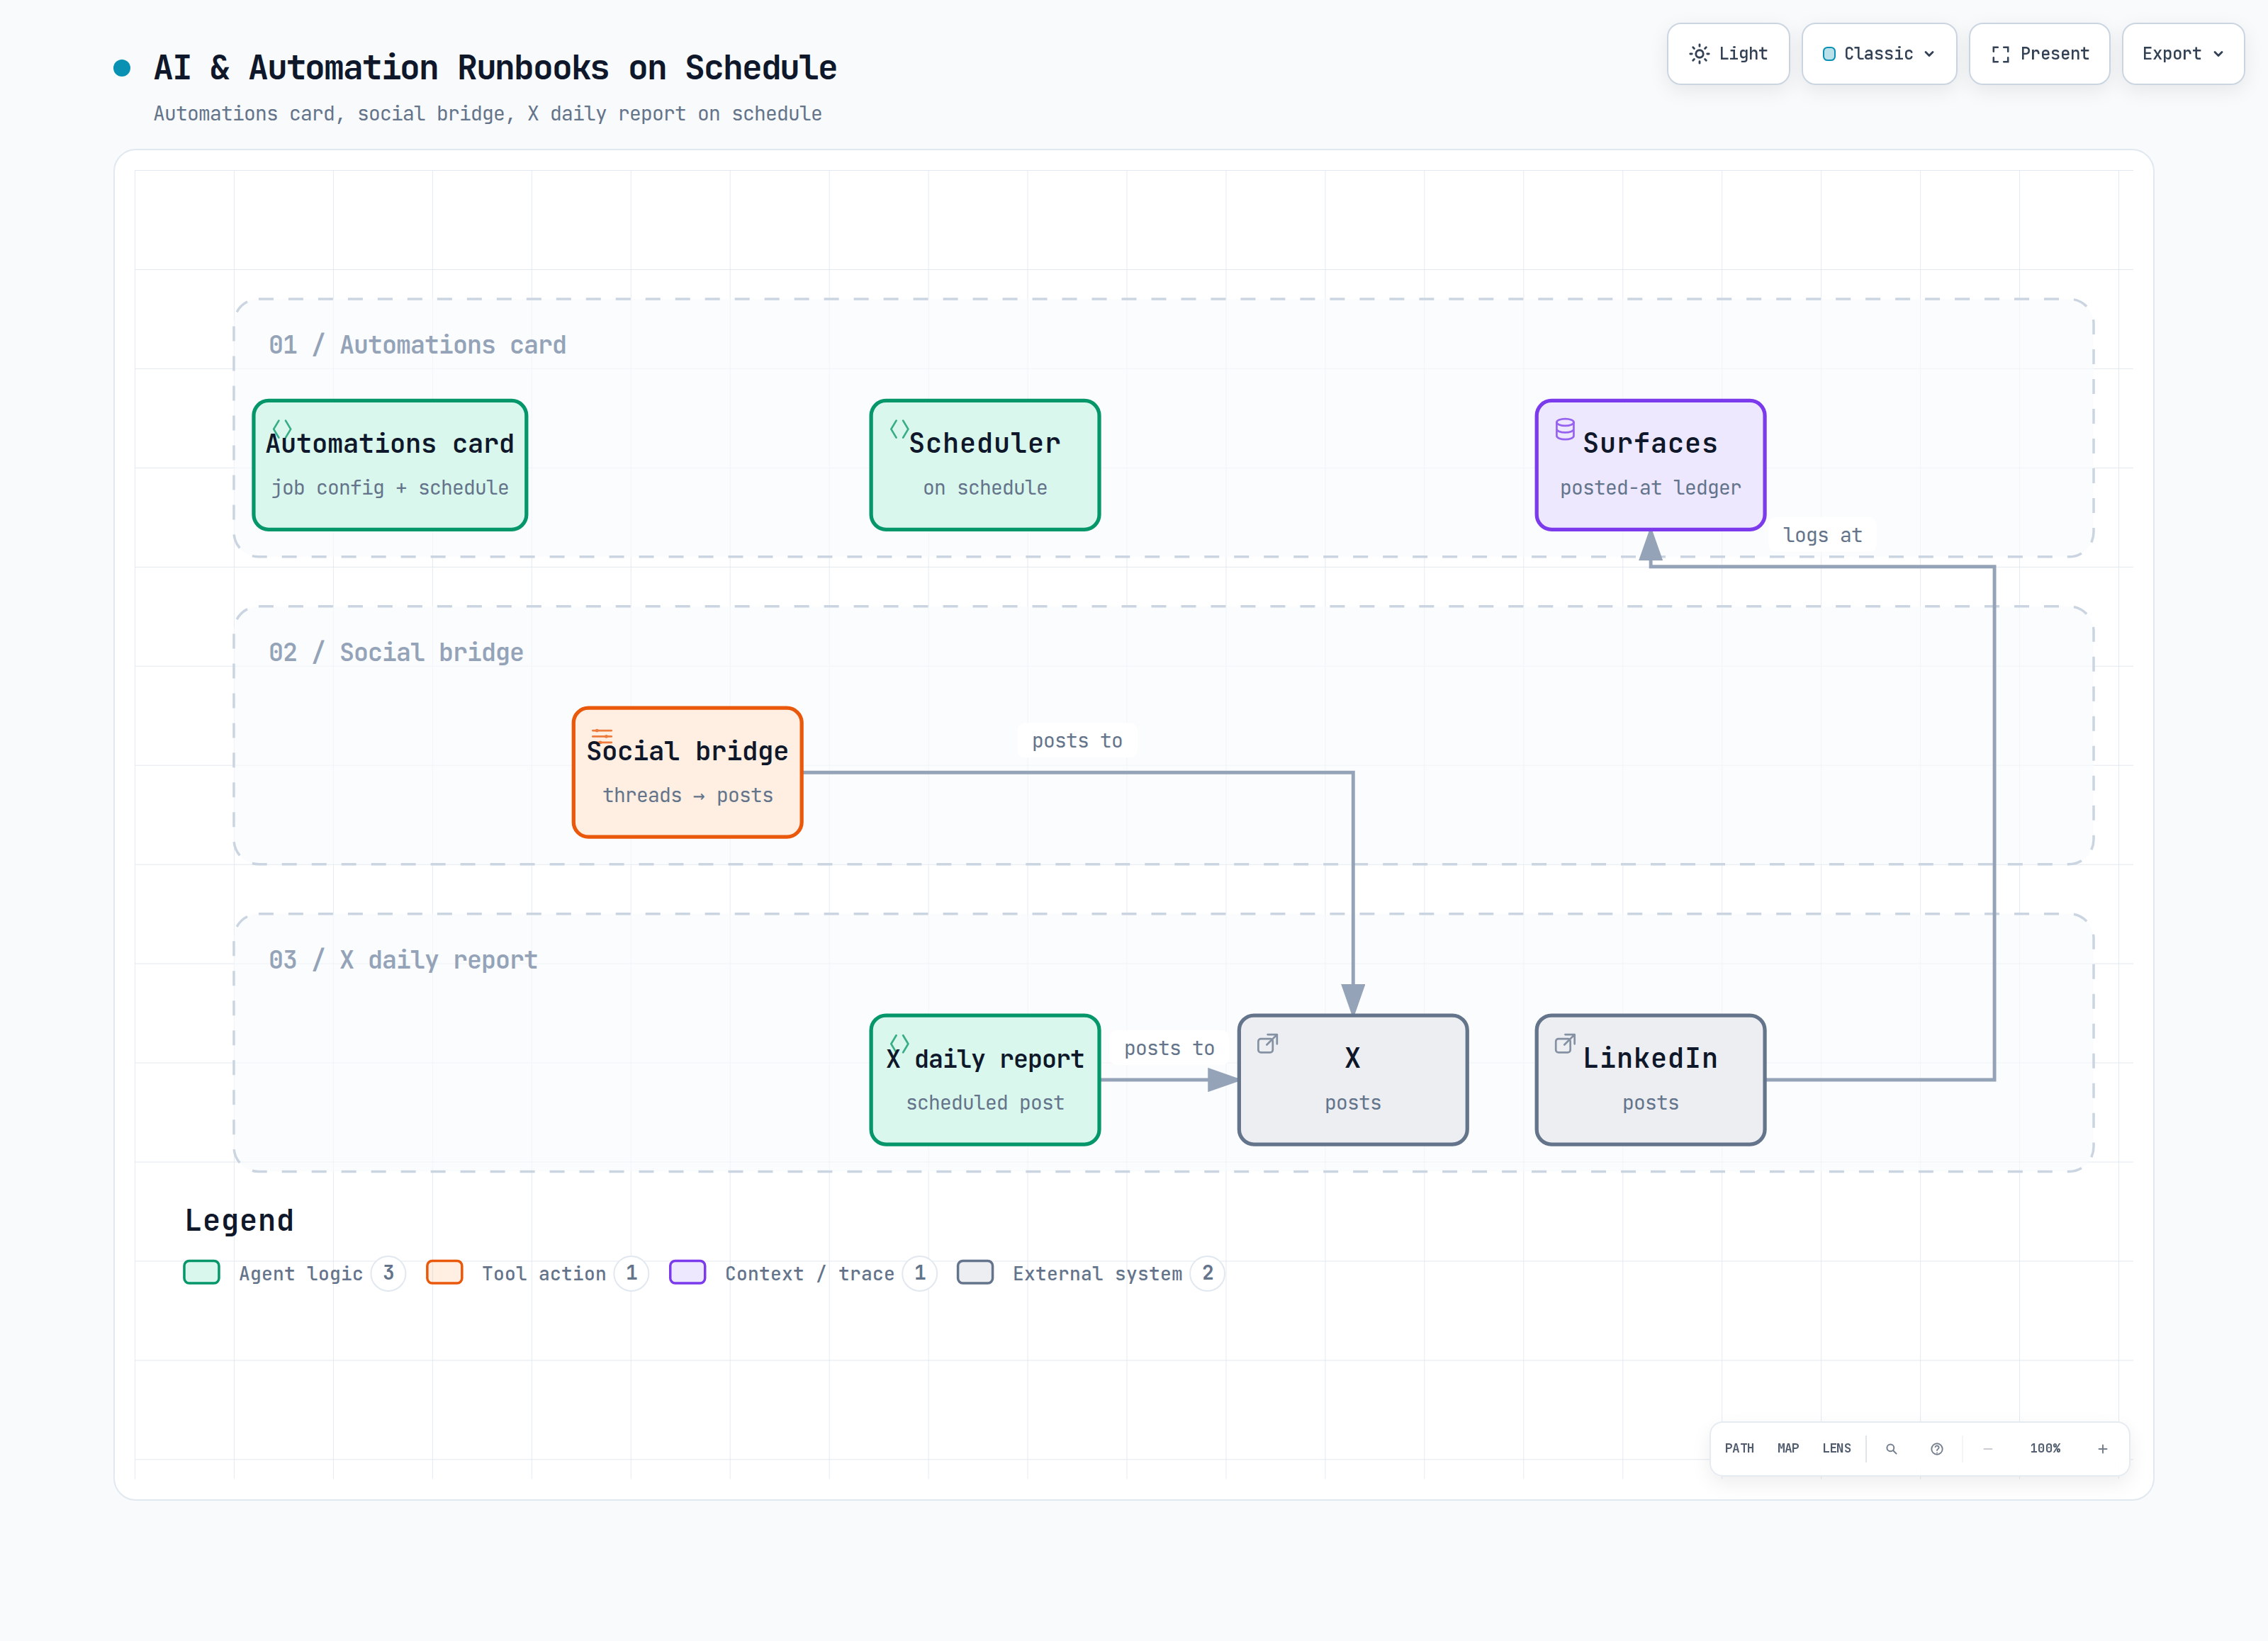 AI & Automation Runbooks on Schedule
Automations card, social bridge, X daily report on schedule
Light
Classic
Present
Export
01 / Automations card
Automations card
job config + schedule
Scheduler
on schedule
Surfaces
posted-at ledger
logs at
02 / Social bridge
Social bridge
threads → posts
posts to
03 / X daily report
X daily report
scheduled post
posts to
X
posts
LinkedIn
posts
Legend
Agent logic 3
Tool action 1
Context / trace 1
External system 2
PATH MAP LENS 100%